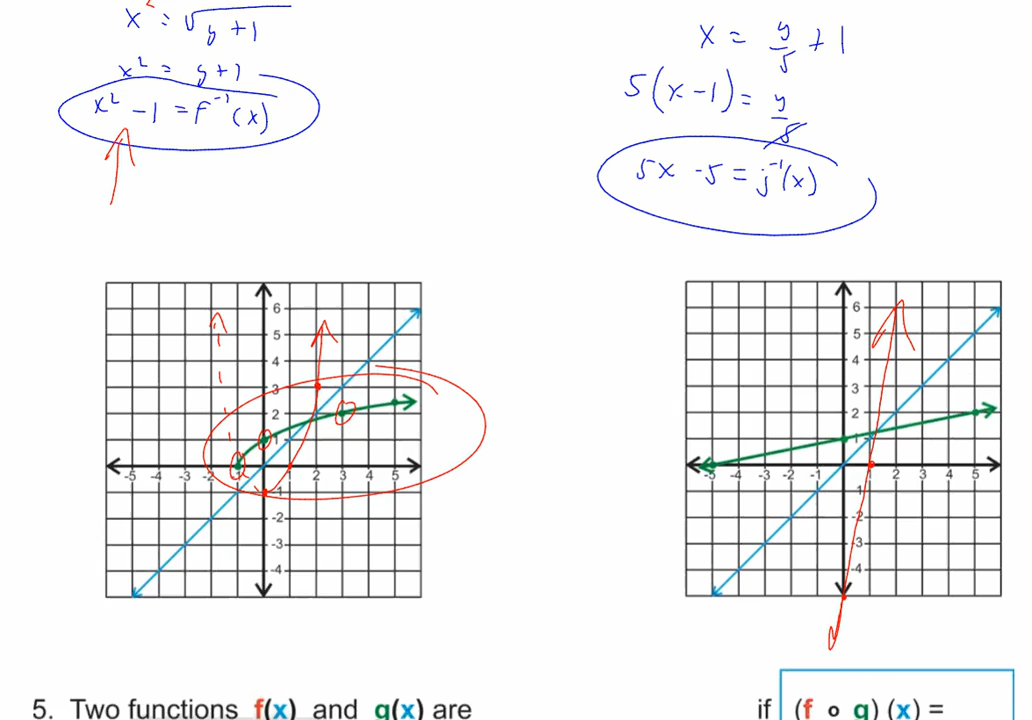 x² = √y + 1
x² = y + 1
x² - 1 = f⁻¹(x)
x = y/5 + 1
5(x - 1) = y/5
5x - 5 = j⁻¹(x)
6
5
4
3
2
1
-5 -4 -3 -2 1 2 3 4 5
-1
-2
-3
-4
6
5
4
3
2
1
-5 -4 -3 -2 -1 1 2 3 4 5
1
-2
-3
-4
5. Two functions f(x) and g(x) are
if (f o g) (x) =